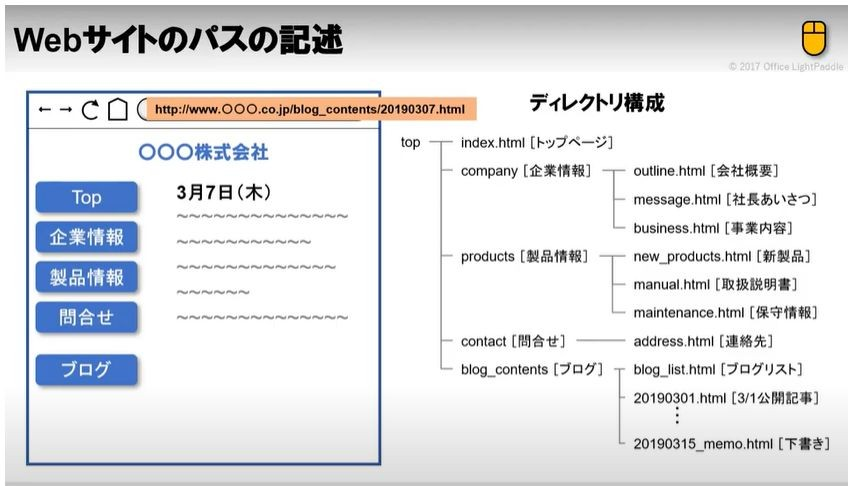 Webサイトのパスの記述
© 2017 Office LightPaddle
http://www.〇〇〇.co.jp/blog_contents/20190307.html
〇〇〇株式会社
Top
企業情報
製品情報
問合せ
ブログ
3月7日（木）
～～～～～～～～～～～～～～
～～～～～～～～～～～
～～～～～～～～～～～～～
～～～～～～
～～～～～～～～～～～～～～
ディレクトリ構成
top
index.html［トップページ］
company［企業情報］
outline.html［会社概要］
message.html［社長あいさつ］
business.html［事業内容］
products［製品情報］
new_products.html［新製品］
manual.html［取扱説明書］
maintenance.html［保守情報］
contact［問合せ］
address.html［連絡先］
blog_contents［ブログ］
blog_list.html［ブログリスト］
20190301.html［3/1公開記事］
⋮
20190315_memo.html［下書き］